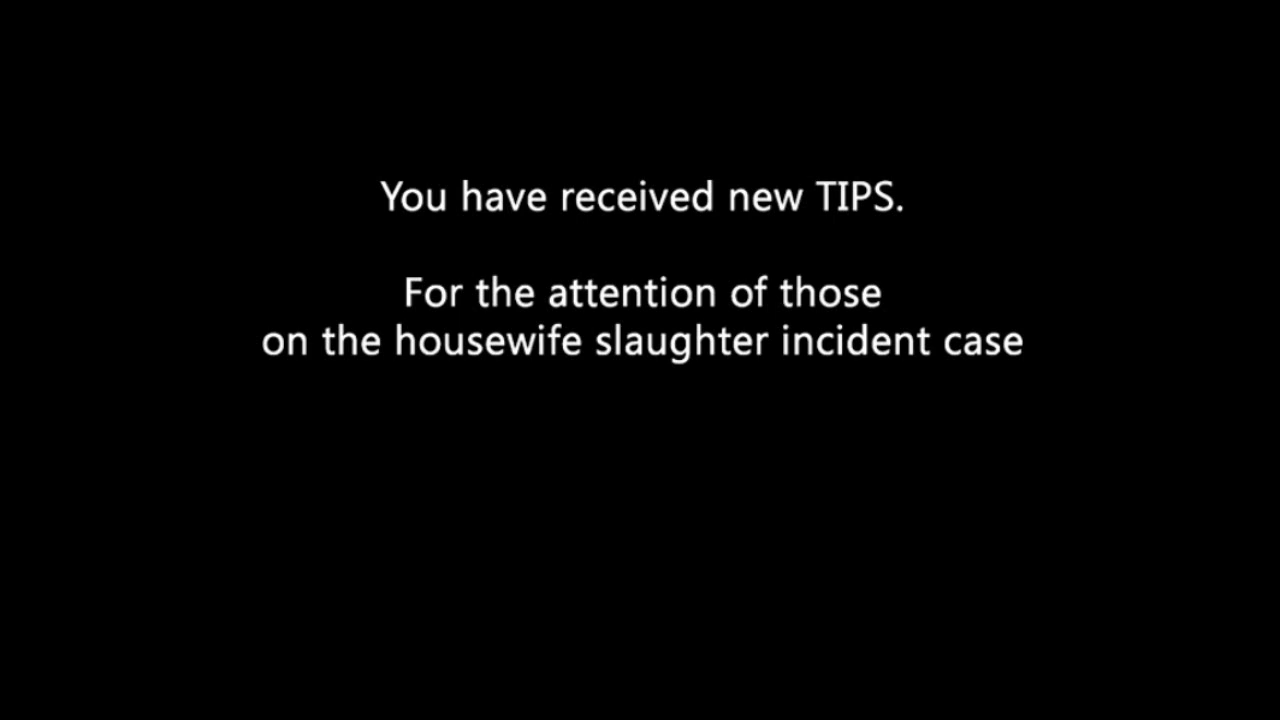 You have received new TIPS.
For the attention of those
on the housewife slaughter incident case